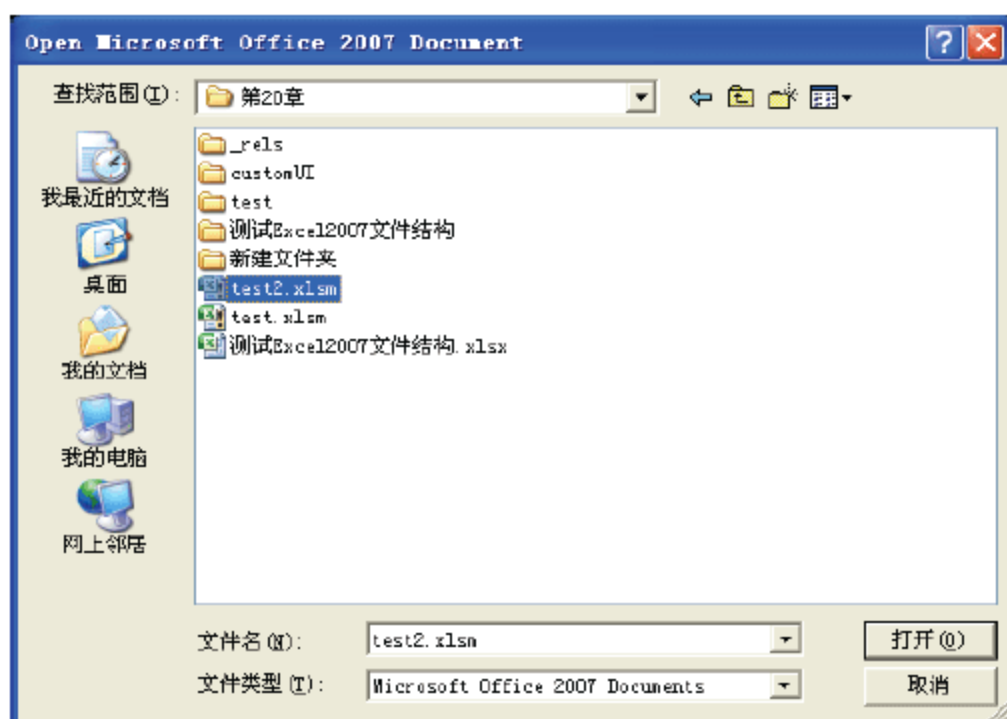 Open Microsoft Office 2007 Document
查找范围(I):
第20章
_rels
customUI
test
测试Excel2007文件结构
新建文件夹
test2.xlsm
test.xlsm
测试Excel2007文件结构.xlsx
我最近的文档
桌面
我的文档
我的电脑
网上邻居
文件名(N):
test2.xlsm
打开(O)
文件类型(T):
Microsoft Office 2007 Documents
取消